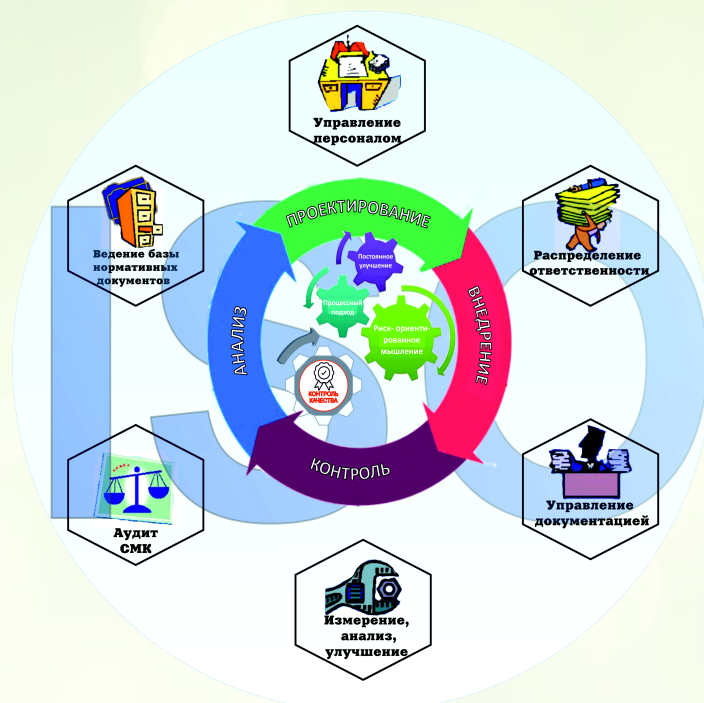 Управление
персоналом
Ведение базы
нормативных
документов
Распределение
ответственности
ПРОЕКТИРОВАНИЕ
ВНЕДРЕНИЕ
КОНТРОЛЬ
АНАЛИЗ
Постоянное
улучшение
Процессный
подход
Риск- ориенти-
рованное
мышление
КОНТРОЛЬ
КАЧЕСТВА
ISO
Аудит
СМК
Управление
документацией
Измерение,
анализ,
улучшение